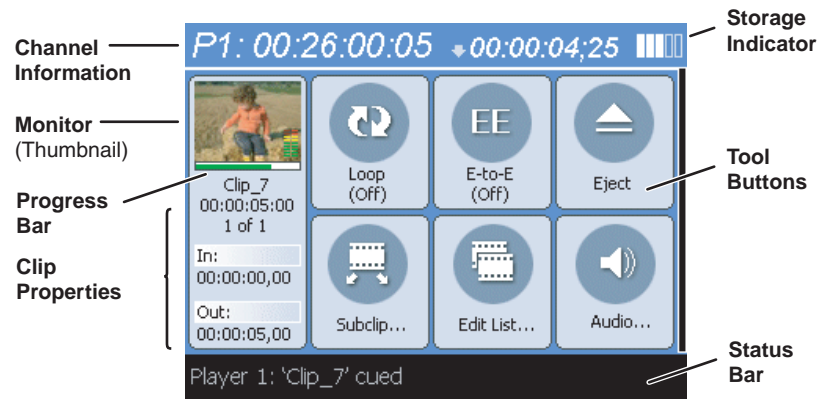 Storage
Indicator
Channel
Information
P1: 00:26:00:05 00:00:04;25
Monitor
(Thumbnail)
Progress
Bar
Clip
Properties
Clip_7
00:00:05:00
1 of 1
In:
00:00:00,00
Out:
00:00:05,00
Loop
(Off)
EE
E-to-E
(Off)
Eject
Subclip...
Edit List...
Audio...
Tool
Buttons
Player 1: 'Clip_7' cued
Status
Bar